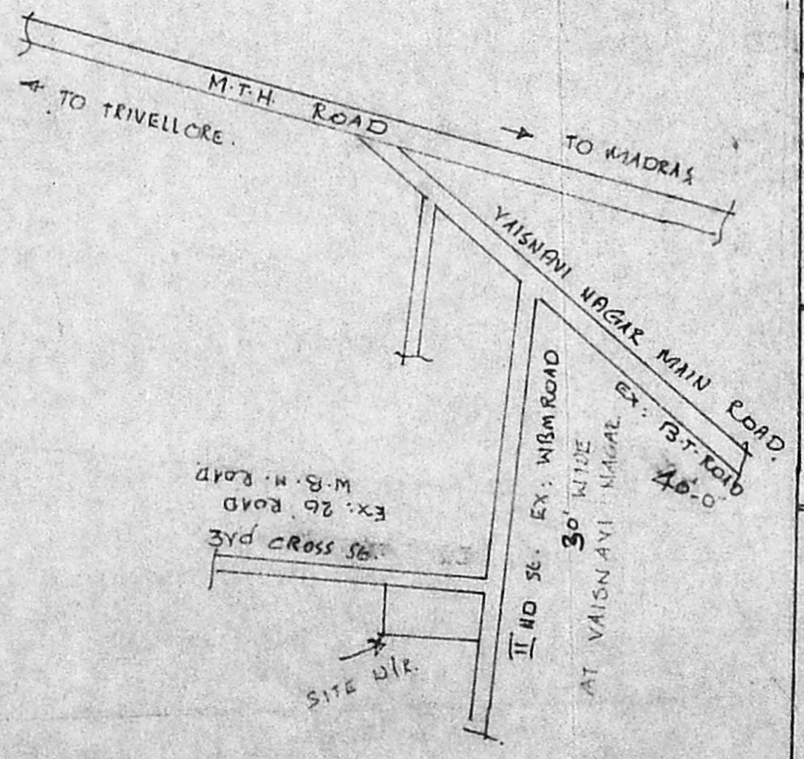 M.T.H. ROAD
← TO TRIVELLORE.
→ TO MADRAS
VAISNAVI NAGAR MAIN ROAD.
EX: B.T. ROAD
40'-0"
II ND St. EX: WBM ROAD
30' WIDE
AT VAISNAVI NAGAR
EX: 20 ROAD
W.B.M. ROAD
3rd CROSS St.
SITE U/R.